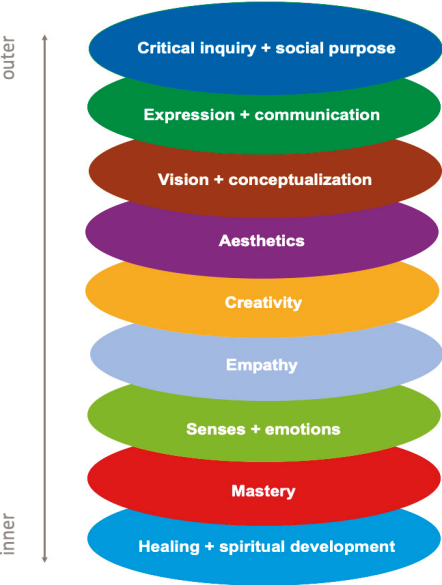 outer
Critical inquiry + social purpose
Expression + communication
Vision + conceptualization
Aesthetics
Creativity
Empathy
Senses + emotions
Mastery
inner
Healing + spiritual development